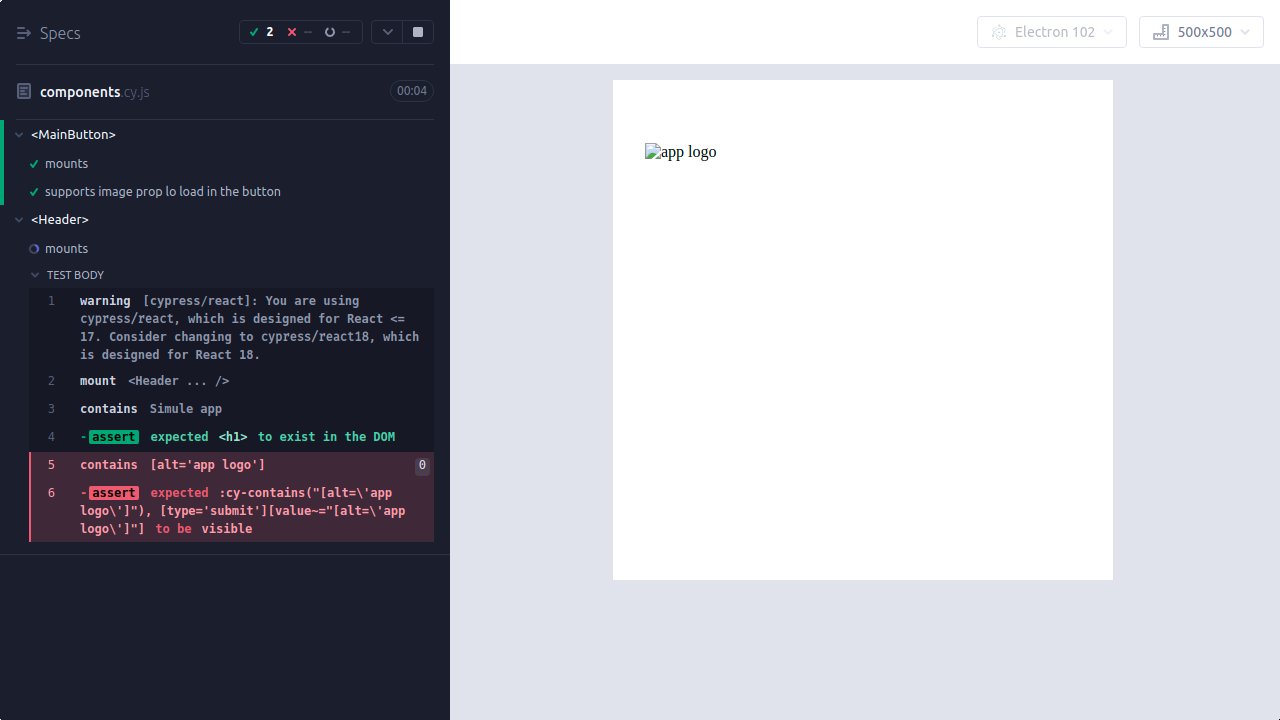 Specs
2
--
--
Electron 102
500x500
components.cy.js
00:04
<MainButton>
mounts
supports image prop lo load in the button
<Header>
mounts
TEST BODY
1 warning [cypress/react]: You are using
cypress/react, which is designed for React <=
17. Consider changing to cypress/react18, which
is designed for React 18.
2 mount <Header ... />
3 contains Simule app
4 -assert expected <h1> to exist in the DOM
5 contains [alt='app logo'] 0
6 -assert expected :cy-contains("[alt=\'app
logo\']"), [type='submit'][value~="[alt=\'app
logo\']"] to be visible
app logo